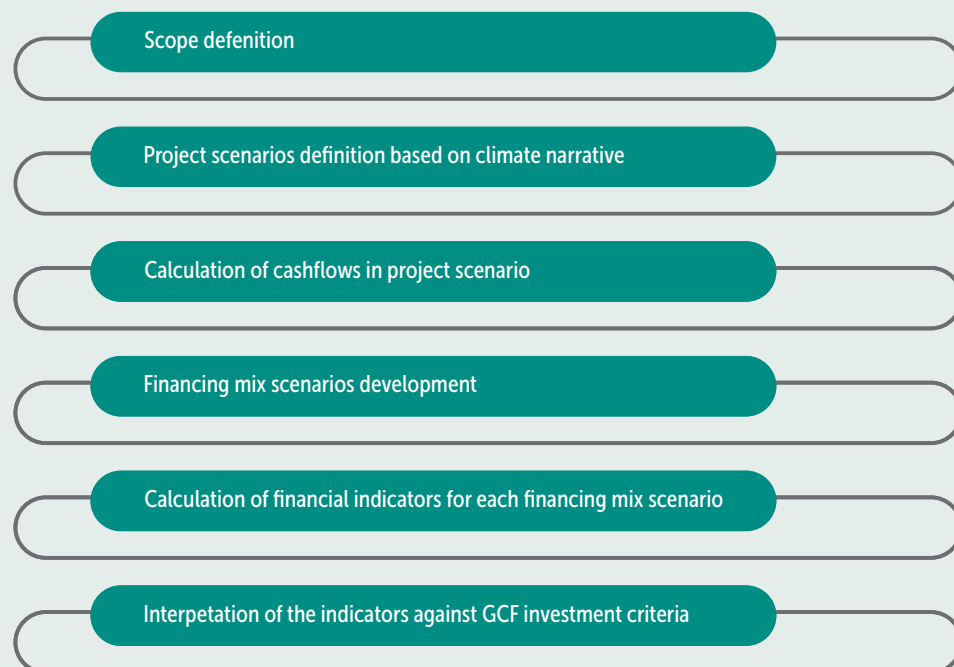 Scope defenition
Project scenarios definition based on climate narrative
Calculation of cashflows in project scenario
Financing mix scenarios development
Calculation of financial indicators for each financing mix scenario
Interpetation of the indicators against GCF investment criteria